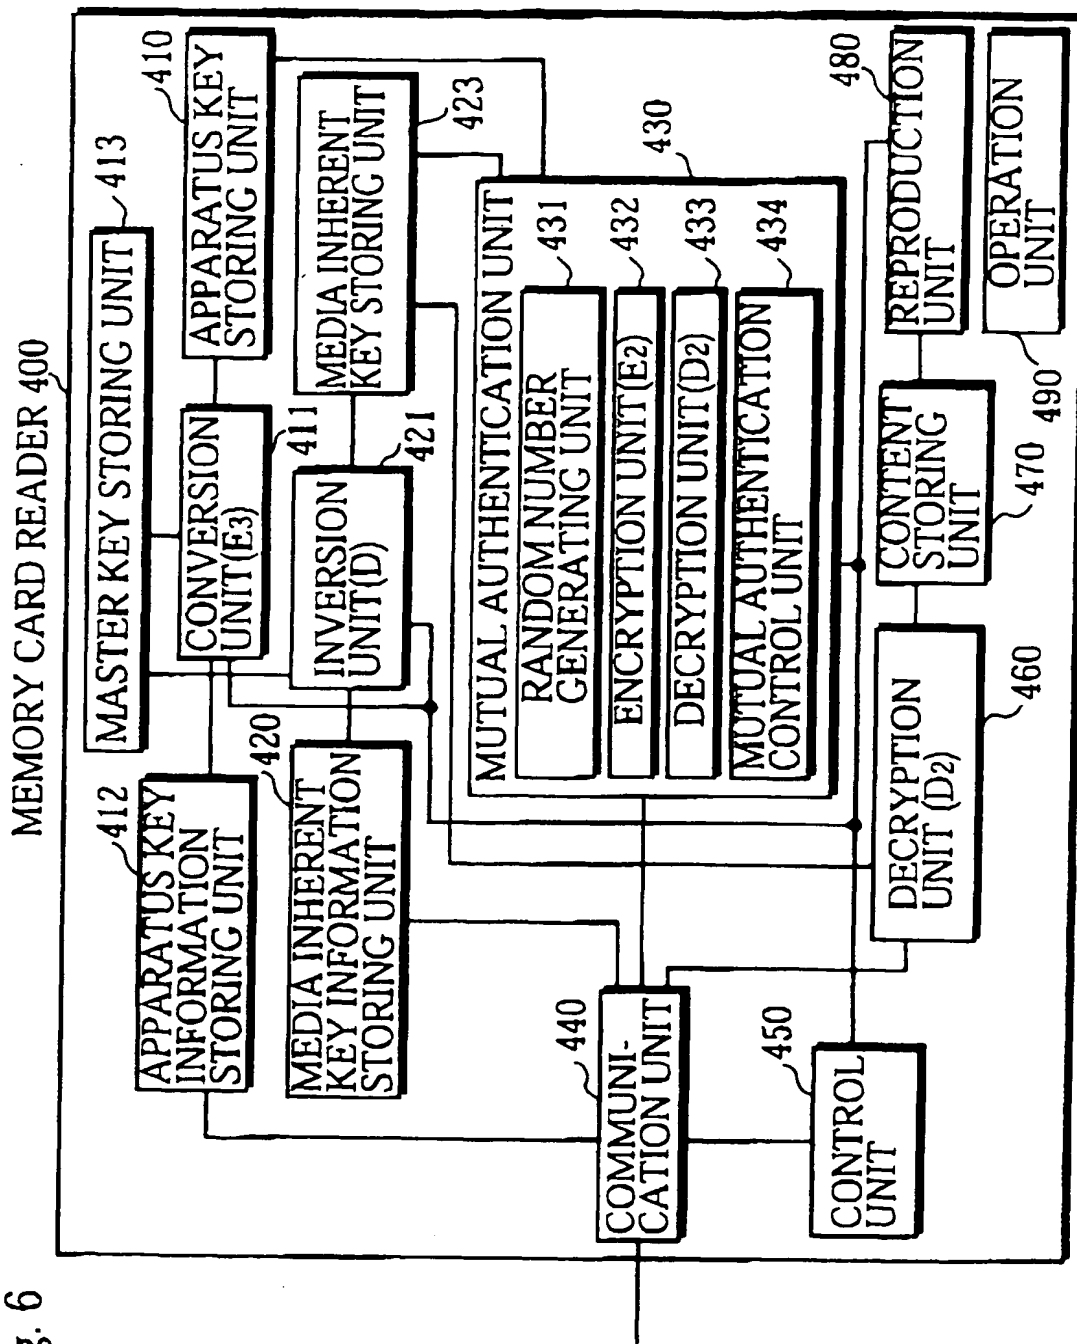 g. 6
MEMORY CARD READER 400
MASTER KEY STORING UNIT
413
APPARATUS KEY
INFORMATION
STORING UNIT
412
CONVERSION
UNIT(E3)
411
APPARATUS KEY
STORING UNIT
410
MEDIA INHERENT
KEY INFORMATION
STORING UNIT
420
INVERSION
UNIT(D)
421
MEDIA INHERENT
KEY STORING UNIT
423
MUTUAL AUTHENTICATION UNIT
430
RANDOM NUMBER
GENERATING UNIT
431
ENCRYPTION UNIT(E2)
432
DECRYPTION UNIT(D2)
433
MUTUAL AUTHENTICATION
CONTROL UNIT
434
COMMUNI-
CATION UNIT
440
CONTROL
UNIT
450
DECRYPTION
UNIT (D2)
460
CONTENT
STORING
UNIT
470
REPRODUCTION
UNIT
480
OPERATION
UNIT
490